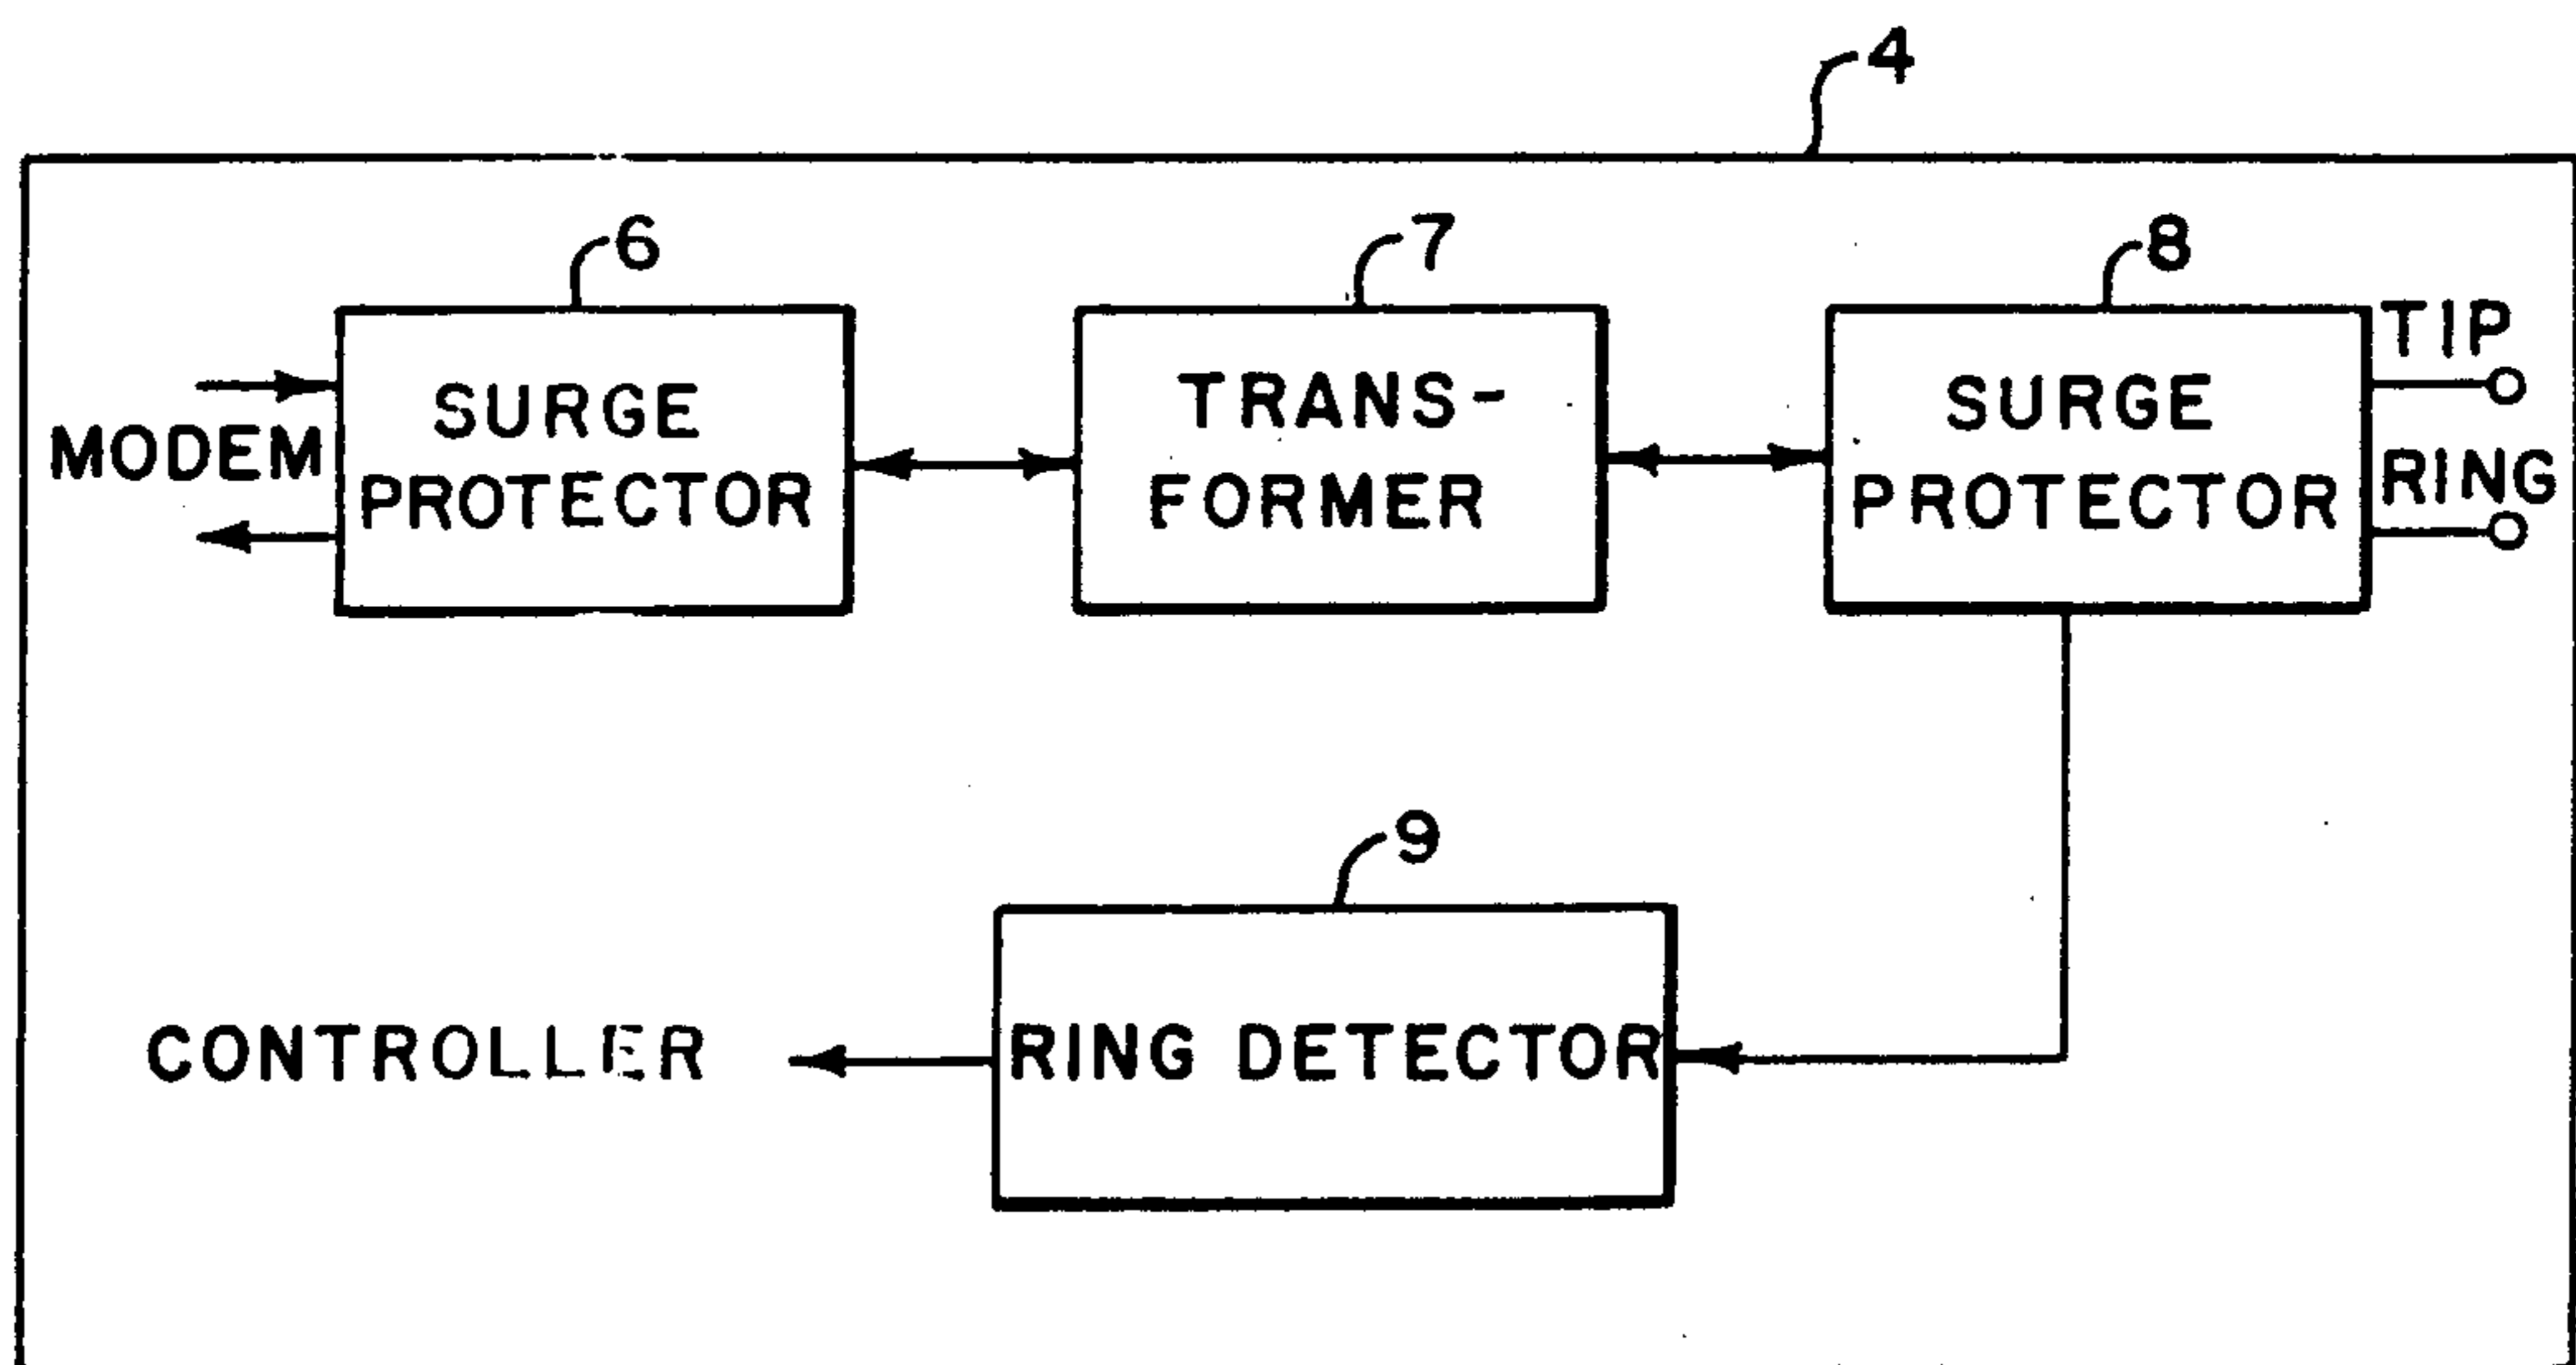 4
6
7
8
MODEM
SURGE
PROTECTOR
TRANS-
FORMER
SURGE
PROTECTOR
TIP
RING
9
CONTROLLER
RING DETECTOR